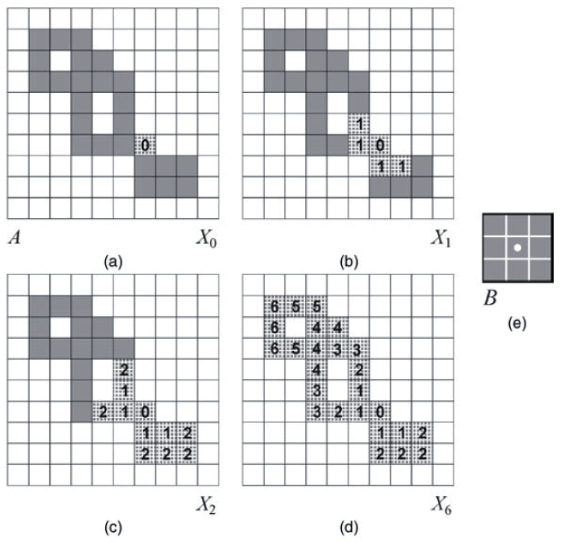 0
A X₀
(a)
1
1 0
1 1
X₁
(b)
B
(e)
2
1
2 1 0
1 1 2
2 2 2
X₂
(c)
6 5 5
6 4 4
6 5 4 3 3
4 2
3 1
3 2 1 0
1 1 2
2 2 2
X₆
(d)